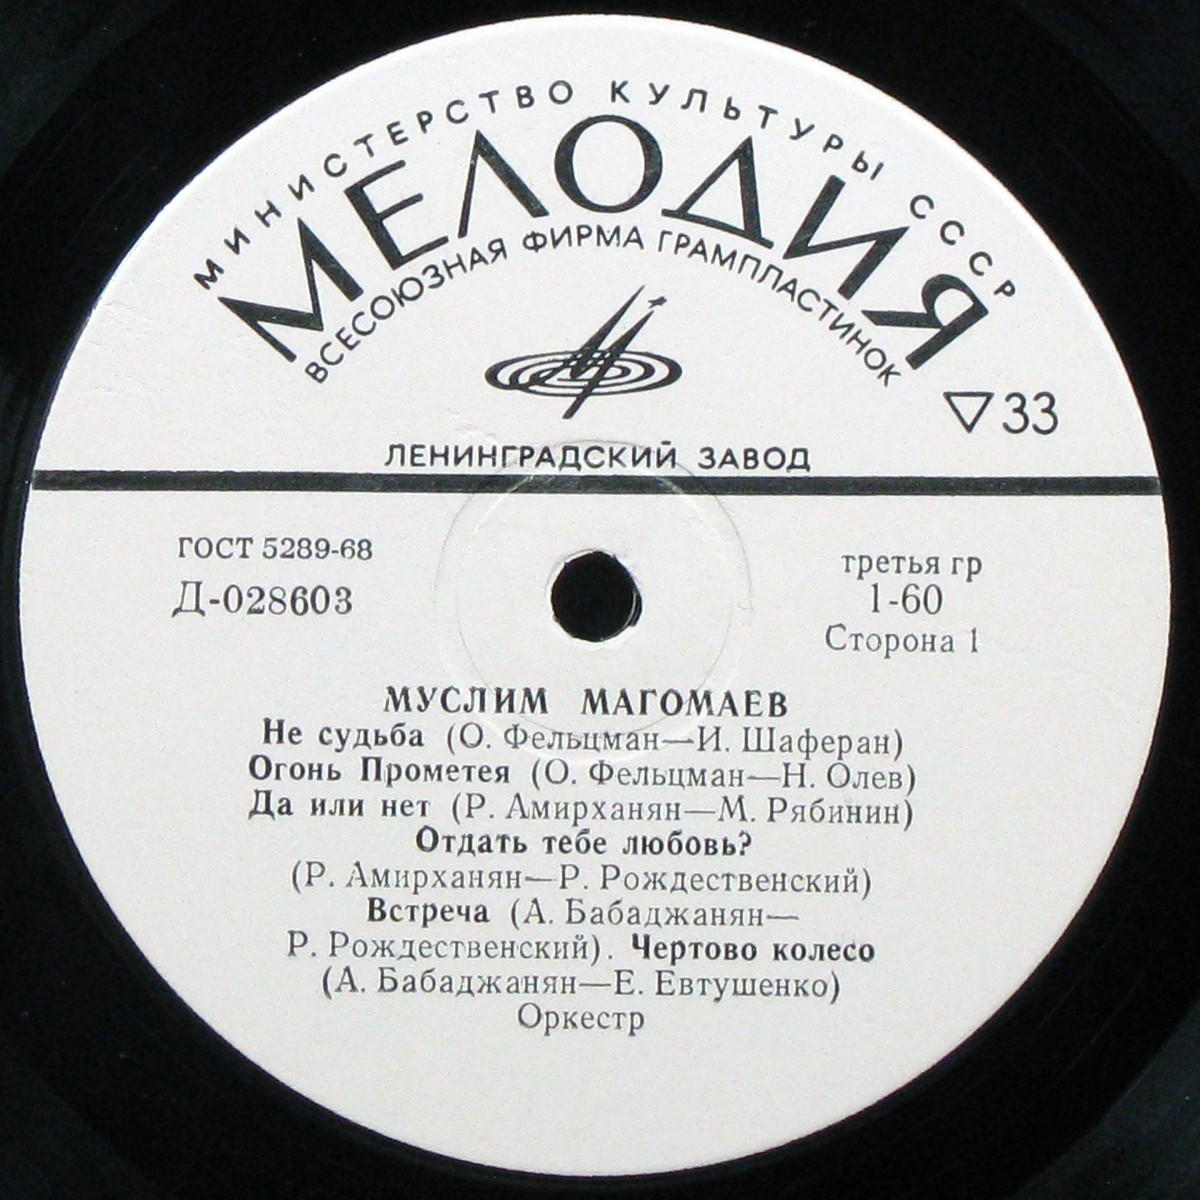 МИНИСТЕРСТВО КУЛЬТУРЫ СССР
МЕЛОДИЯ
ВСЕСОЮЗНАЯ ФИРМА ГРАМПЛАСТИНОК
▽33
ЛЕНИНГРАДСКИЙ ЗАВОД
ГОСТ 5289-68
Д-028603
третья гр
1-60
Сторона 1
МУСЛИМ МАГОМАЕВ
Не судьба (О. Фельцман—И. Шаферан)
Огонь Прометея (О. Фельцман—Н. Олев)
Да или нет (Р. Амирханян—М. Рябинин)
Отдать тебе любовь?
(Р. Амирханян—Р. Рождественский)
Встреча (А. Бабаджанян—
Р. Рождественский). Чертово колесо
(А. Бабаджанян—Е. Евтушенко)
Оркестр